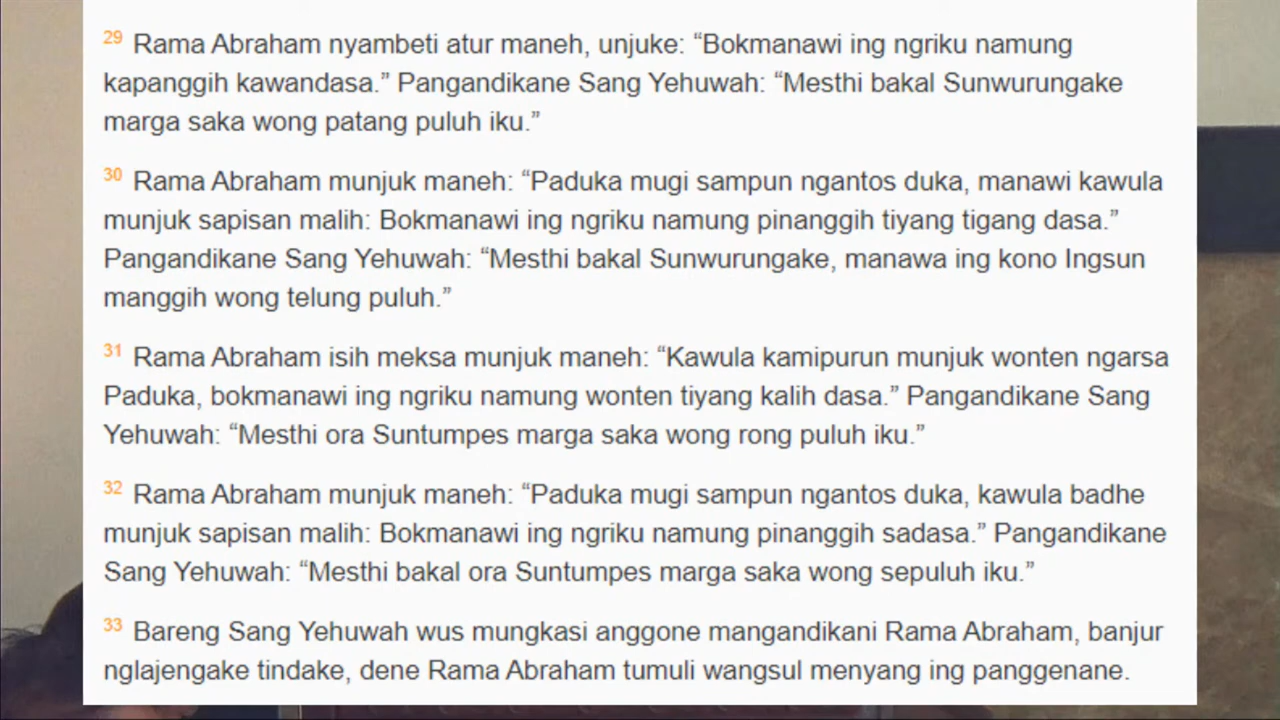 29 Rama Abraham nyambeti atur maneh, unjuke: “Bokmanawi ing ngriku namung
kapanggih kawandasa.” Pangandikane Sang Yehuwah: “Mesthi bakal Sunwurungake
marga saka wong patang puluh iku.”
30 Rama Abraham munjuk maneh: “Paduka mugi sampun ngantos duka, manawi kawula
munjuk sapisan malih: Bokmanawi ing ngriku namung pinanggih tiyang tigang dasa.”
Pangandikane Sang Yehuwah: “Mesthi bakal Sunwurungake, manawa ing kono Ingsun
manggih wong telung puluh.”
31 Rama Abraham isih meksa munjuk maneh: “Kawula kamipurun munjuk wonten ngarsa
Paduka, bokmanawi ing ngriku namung wonten tiyang kalih dasa.” Pangandikane Sang
Yehuwah: “Mesthi ora Suntumpes marga saka wong rong puluh iku.”
32 Rama Abraham munjuk maneh: “Paduka mugi sampun ngantos duka, kawula badhe
munjuk sapisan malih: Bokmanawi ing ngriku namung pinanggih sadasa.” Pangandikane
Sang Yehuwah: “Mesthi bakal ora Suntumpes marga saka wong sepuluh iku.”
33 Bareng Sang Yehuwah wus mungkasi anggone mangandikani Rama Abraham, banjur
nglajengake tindake, dene Rama Abraham tumuli wangsul menyang ing panggenane.